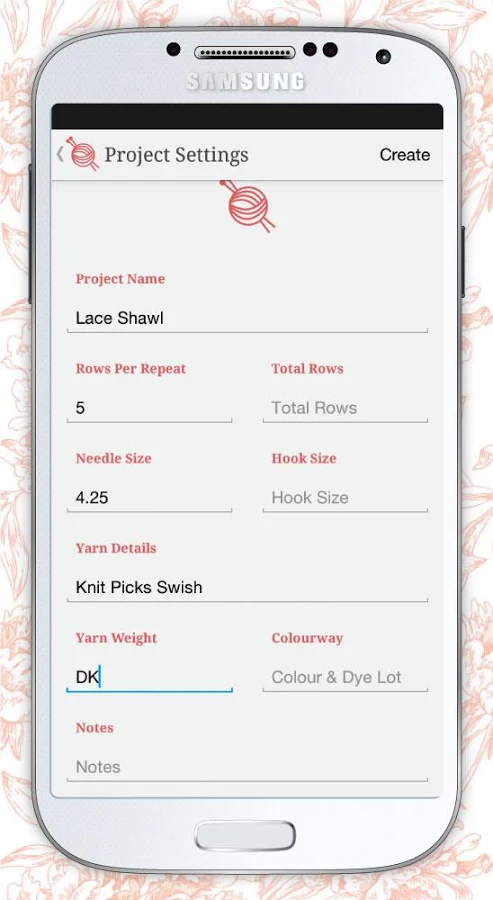 SAMSUNG
Project Settings Create
Project Name
Lace Shawl
Rows Per Repeat Total Rows
5 Total Rows
Needle Size Hook Size
4.25 Hook Size
Yarn Details
Knit Picks Swish
Yarn Weight Colourway
DK Colour & Dye Lot
Notes
Notes